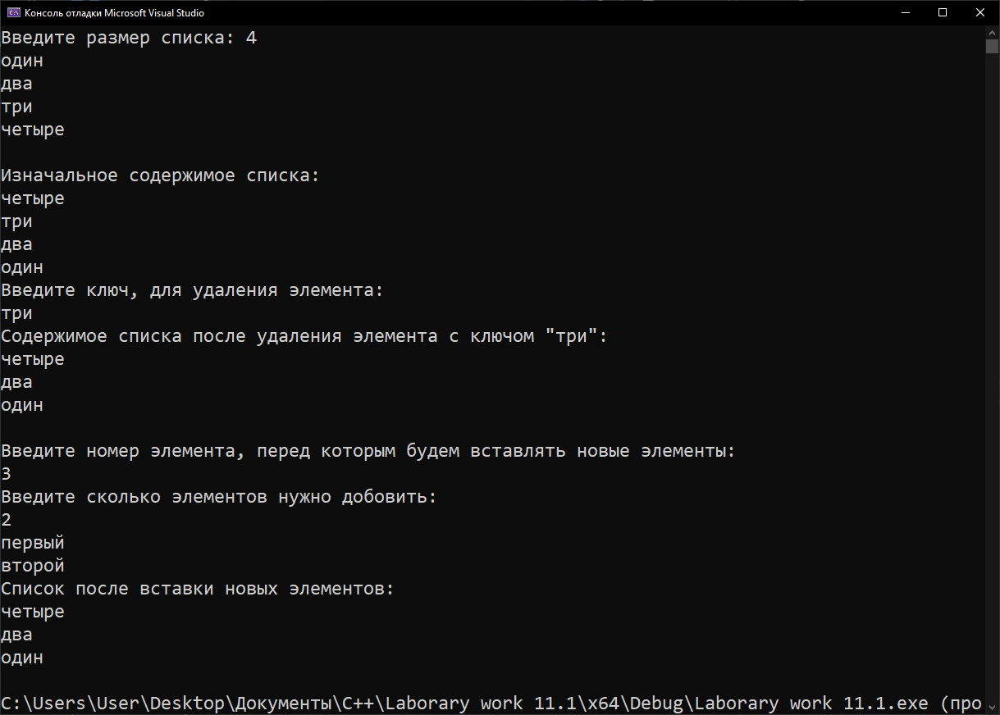 Консоль отладки Microsoft Visual Studio
Введите размер списка: 4
один
два
три
четыре
Изначальное содержимое списка:
четыре
три
два
один
Введите ключ, для удаления элемента:
три
Содержимое списка после удаления элемента с ключом "три":
четыре
два
один
Введите номер элемента, перед которым будем вставлять новые элементы:
3
Введите сколько элементов нужно добовить:
2
первый
второй
Список после вставки новых элементов:
четыре
два
один
C:\Users\User\Desktop\Документы\C++\Laborary work 11.1\x64\Debug\Laborary work 11.1.exe (про